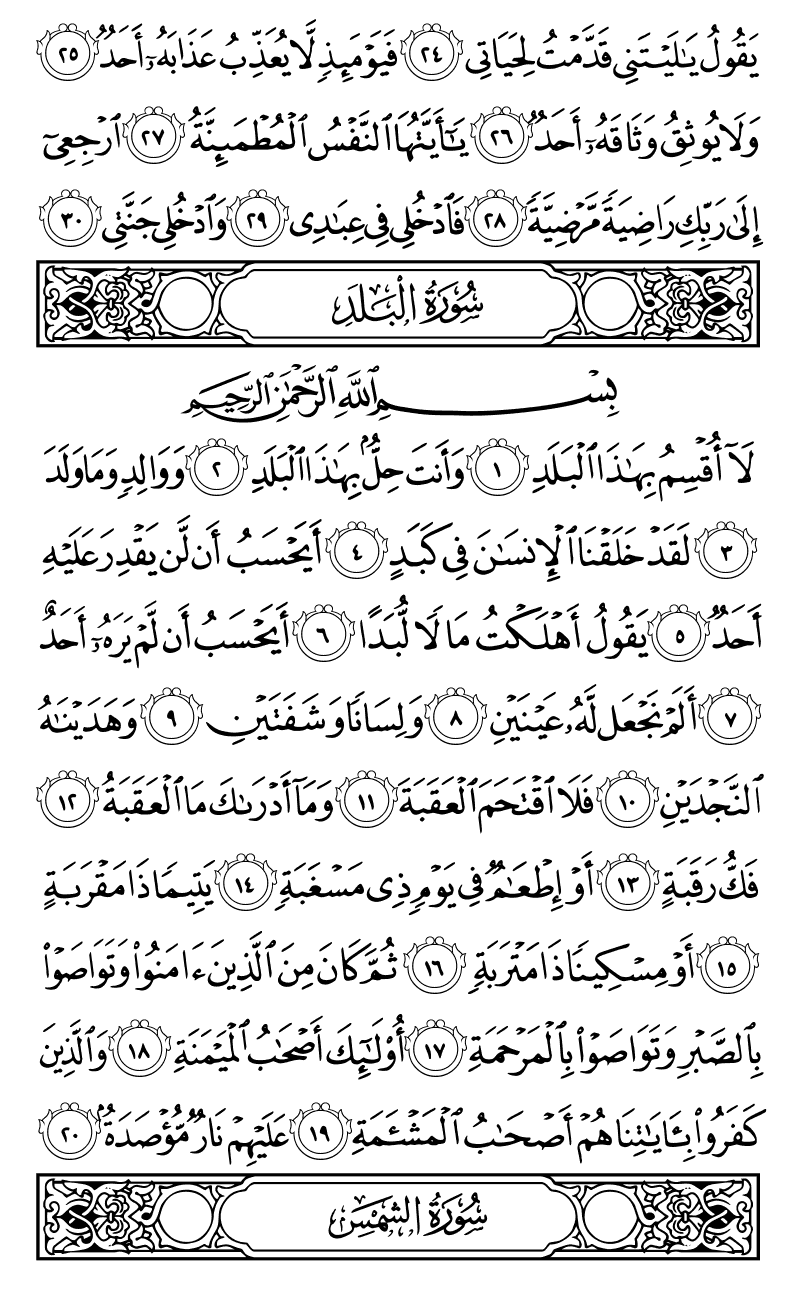 يَقُولُ يَٰلَيۡتَنِي قَدَّمۡتُ لِحَيَاتِي ٢٤ فَيَوۡمَئِذٖ لَّا يُعَذِّبُ عَذَابَهُۥٓ أَحَدٞ ٢٥
وَلَا يُوثِقُ وَثَاقَهُۥٓ أَحَدٞ ٢٦ يَٰٓأَيَّتُهَا ٱلنَّفۡسُ ٱلۡمُطۡمَئِنَّةُ ٢٧ ٱرۡجِعِيٓ
إِلَىٰ رَبِّكِ رَاضِيَةٗ مَّرۡضِيَّةٗ ٢٨ فَٱدۡخُلِي فِي عِبَٰدِي ٢٩ وَٱدۡخُلِي جَنَّتِي ٣٠
سُورَةُ الْبَلَدِ
بِسۡمِ ٱللَّهِ ٱلرَّحۡمَٰنِ ٱلرَّحِيمِ
لَآ أُقۡسِمُ بِهَٰذَا ٱلۡبَلَدِ ١ وَأَنتَ حِلُّۢ بِهَٰذَا ٱلۡبَلَدِ ٢ وَوَالِدٖ وَمَا وَلَدَ
٣ لَقَدۡ خَلَقۡنَا ٱلۡإِنسَٰنَ فِي كَبَدٍ ٤ أَيَحۡسَبُ أَن لَّن يَقۡدِرَ عَلَيۡهِ
أَحَدٞ ٥ يَقُولُ أَهۡلَكۡتُ مَالٗا لُّبَدًا ٦ أَيَحۡسَبُ أَن لَّمۡ يَرَهُۥٓ أَحَدٌ
٧ أَلَمۡ نَجۡعَل لَّهُۥ عَيۡنَيۡنِ ٨ وَلِسَانٗا وَشَفَتَيۡنِ ٩ وَهَدَيۡنَٰهُ
ٱلنَّجۡدَيۡنِ ١٠ فَلَا ٱقۡتَحَمَ ٱلۡعَقَبَةَ ١١ وَمَآ أَدۡرَىٰكَ مَا ٱلۡعَقَبَةُ ١٢
فَكُّ رَقَبَةٍ ١٣ أَوۡ إِطۡعَٰمٞ فِي يَوۡمٖ ذِي مَسۡغَبَةٖ ١٤ يَتِيمٗا ذَا مَقۡرَبَةٍ
١٥ أَوۡ مِسۡكِينٗا ذَا مَتۡرَبَةٖ ١٦ ثُمَّ كَانَ مِنَ ٱلَّذِينَ ءَامَنُواْ وَتَوَاصَوۡاْ
بِٱلصَّبۡرِ وَتَوَاصَوۡاْ بِٱلۡمَرۡحَمَةِ ١٧ أُوْلَٰٓئِكَ أَصۡحَٰبُ ٱلۡمَيۡمَنَةِ ١٨ وَٱلَّذِينَ
كَفَرُواْ بِـَٔايَٰتِنَا هُمۡ أَصۡحَٰبُ ٱلۡمَشۡـَٔمَةِ ١٩ عَلَيۡهِمۡ نَارٞ مُّؤۡصَدَةُۢ ٢٠
سُورَةُ الشَّمۡسِ